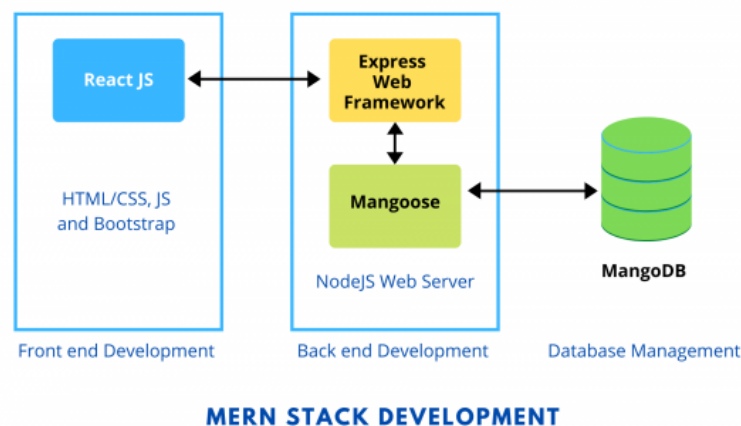 React JS
HTML/CSS, JS
and Bootstrap
Front end Development
Express
Web
Framework
Mangoose
NodeJS Web Server
Back end Development
MangoDB
Database Management
MERN STACK DEVELOPMENT